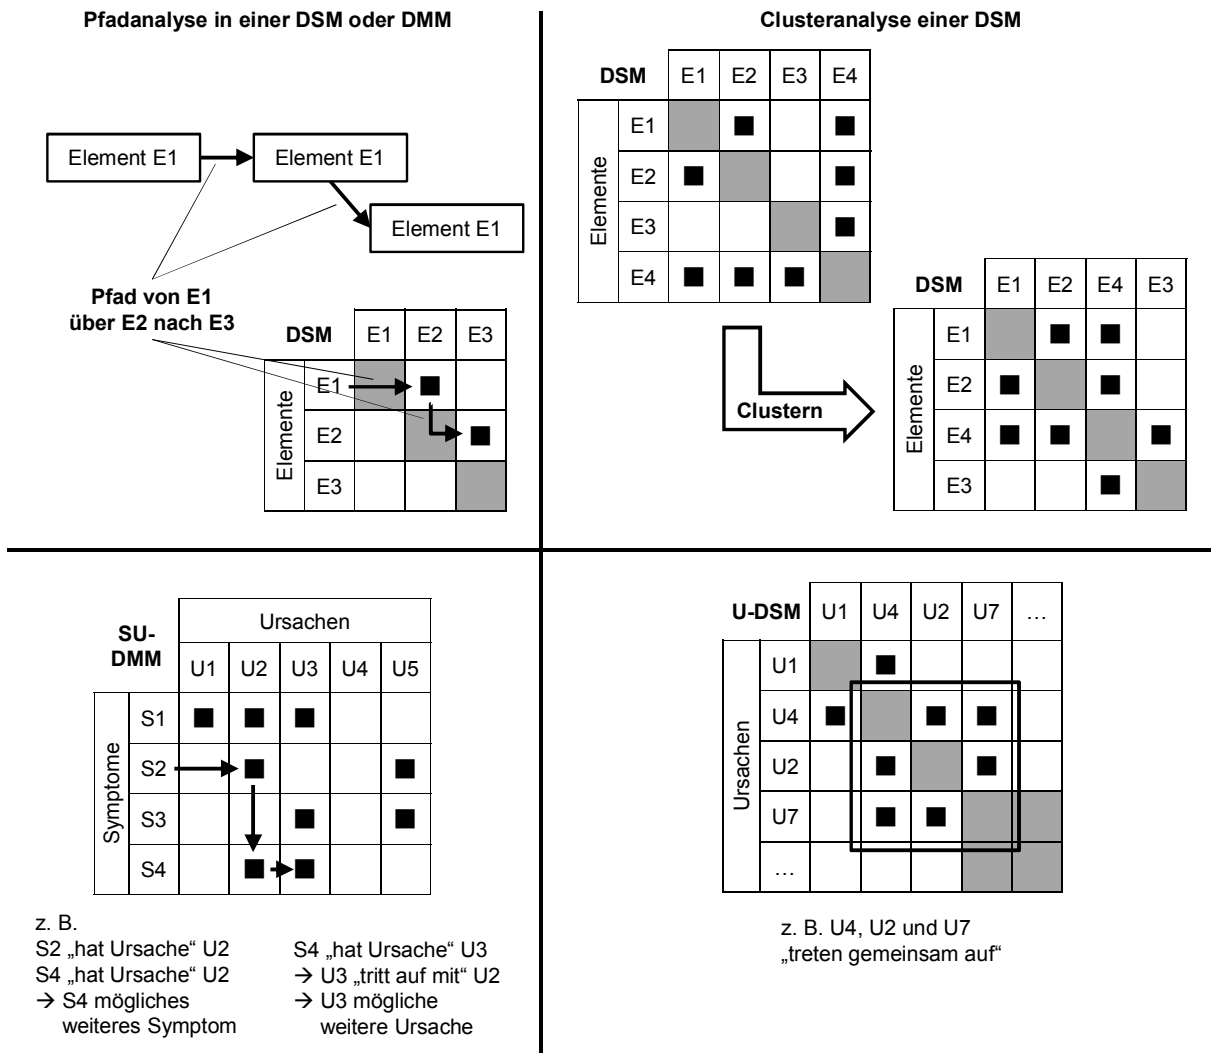 Pfadanalyse in einer DSM oder DMM
Element E1
Element E1
Element E1
Pfad von E1
über E2 nach E3
DSM E1 E2 E3
Elemente
E1
E2
E3
Clusteranalyse einer DSM
DSM E1 E2 E3 E4
Elemente
E1
E2
E3
E4
Clustern
DSM E1 E2 E4 E3
Elemente
E1
E2
E4
E3
SU-
DMM
Ursachen
U1 U2 U3 U4 U5
Symptome
S1
S2
S3
S4
z. B.
S2 „hat Ursache“ U2
S4 „hat Ursache“ U2
→ S4 mögliches
weiteres Symptom
S4 „hat Ursache“ U3
→ U3 „tritt auf mit“ U2
→ U3 mögliche
weitere Ursache
U-DSM U1 U4 U2 U7 …
Ursachen
U1
U4
U2
U7
…
z. B. U4, U2 und U7
„treten gemeinsam auf“